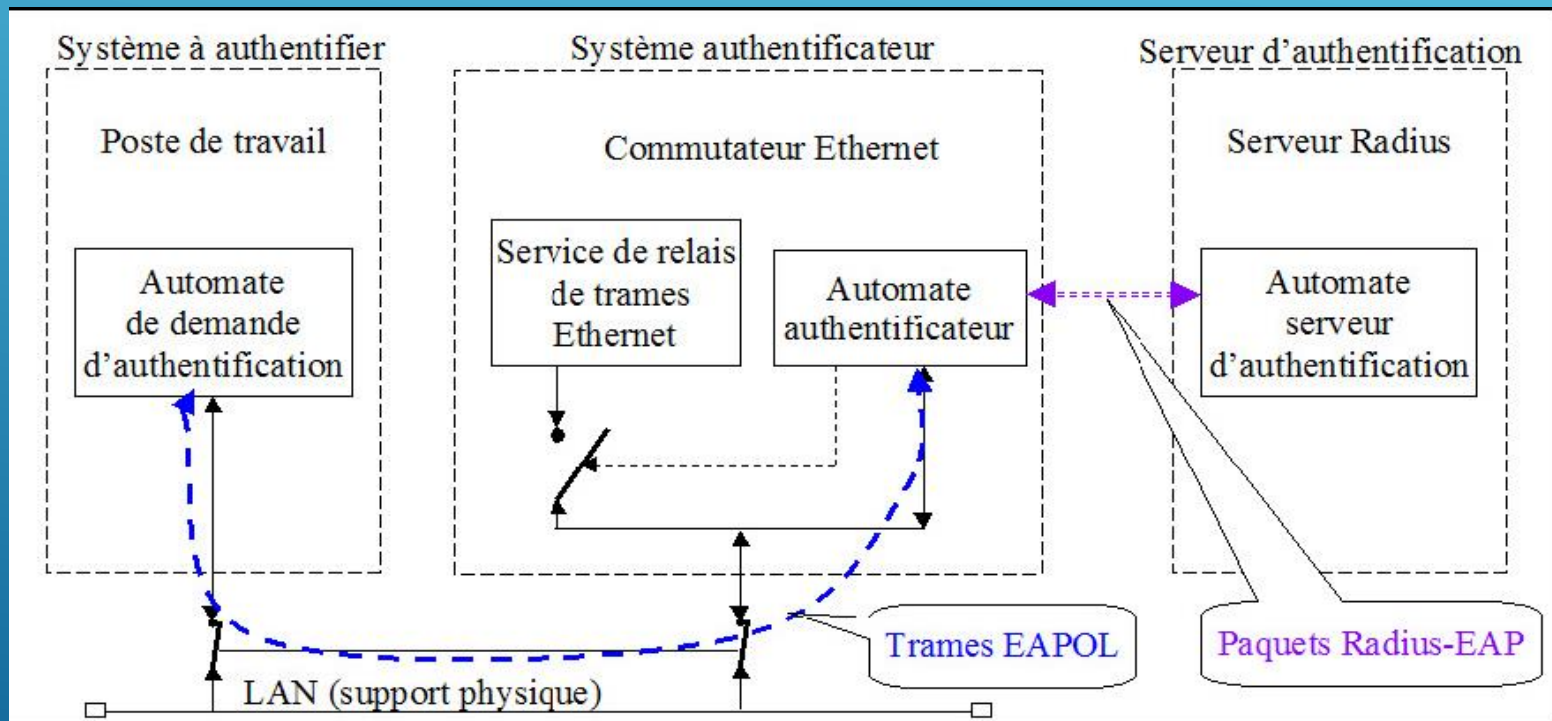 Système à authentifier
Système authentificateur
Serveur d'authentification
Poste de travail
Commutateur Ethernet
Serveur Radius
Automate
de demande
d'authentification
Service de relais
de trames
Ethernet
Automate
authentificateur
Automate
serveur
d'authentification
Trames EAPOL
Paquets Radius-EAP
LAN (support physique)